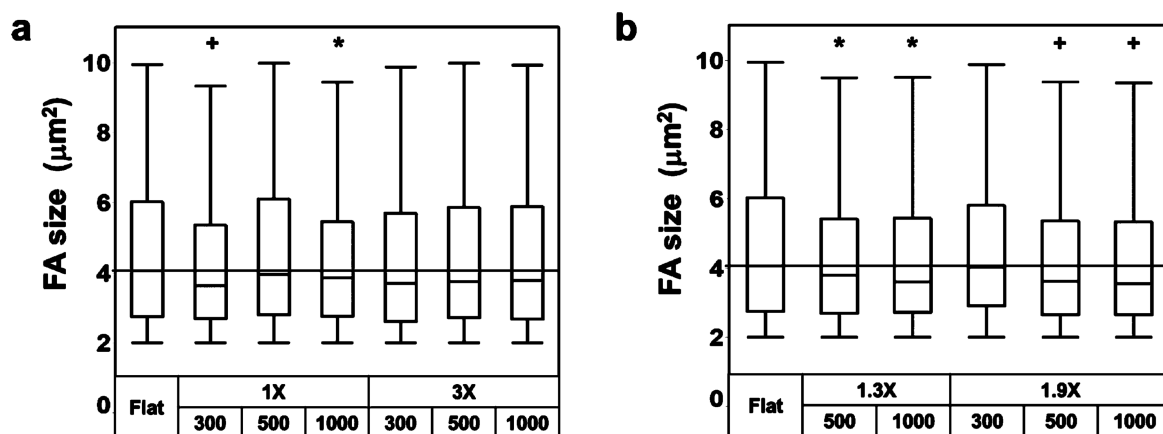 a
+ *
FA size (μm²)
10
8
6
4
2
0
Flat
1X 3X
300 500 1000 300 500 1000
b
* * + +
FA size (μm²)
10
8
6
4
2
0
Flat
1.3X 1.9X
500 1000 300 500 1000